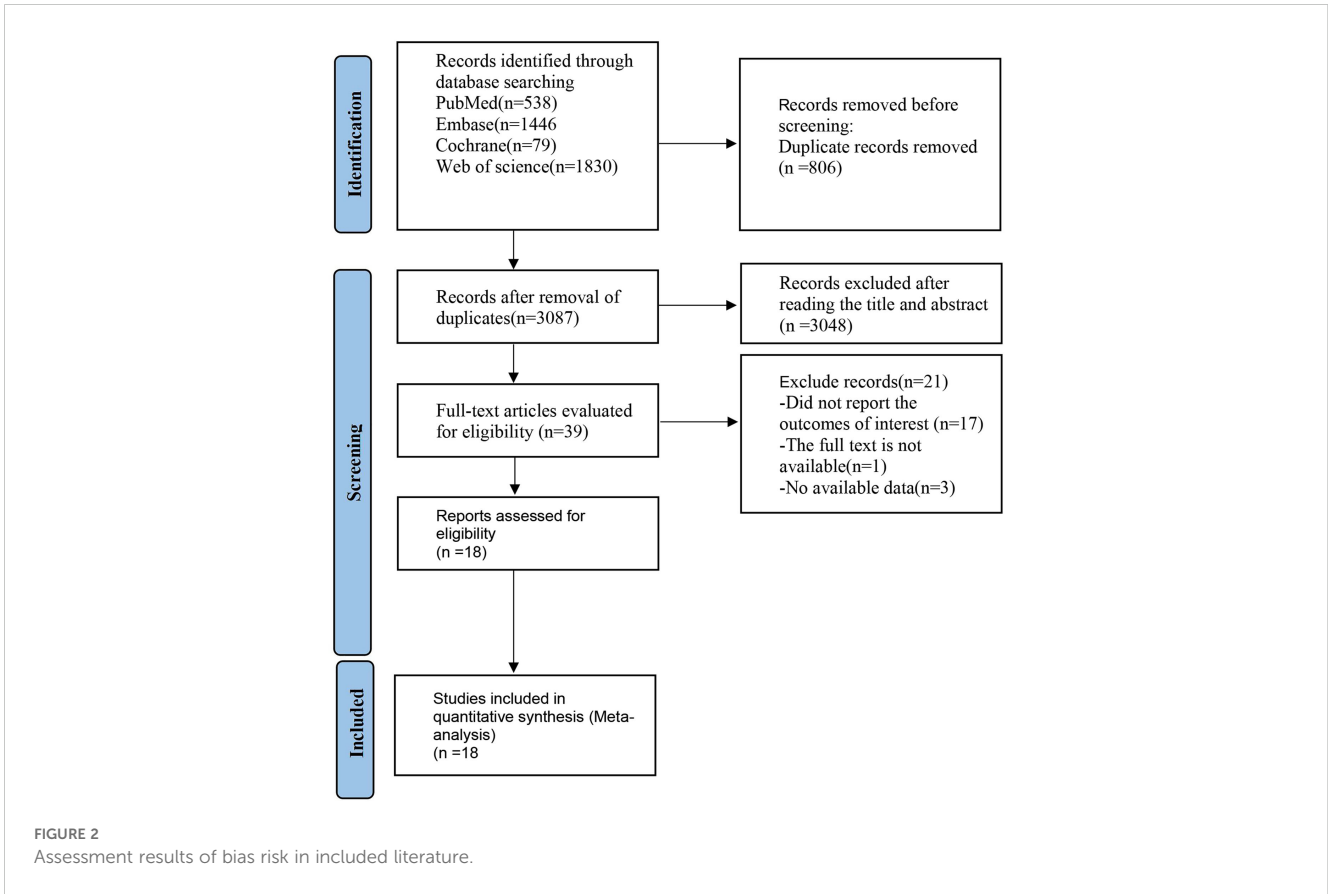 Identification
Records identified through
database searching
PubMed(n=538)
Embase(n=1446
Cochrane(n=79)
Web of science(n=1830)
Records removed before
screening:
Duplicate records removed
(n =806)
Screening
Records after removal of
duplicates(n=3087)
Records excluded after
reading the title and abstract
(n =3048)
Full-text articles evaluated
for eligibility (n=39)
Exclude records(n=21)
-Did not report the
outcomes of interest (n=17)
-The full text is not
available(n=1)
-No available data(n=3)
Reports assessed for
eligibility
(n =18)
Included
Studies included in
quantitative synthesis (Meta-
analysis)
(n =18
FIGURE 2
Assessment results of bias risk in included literature.